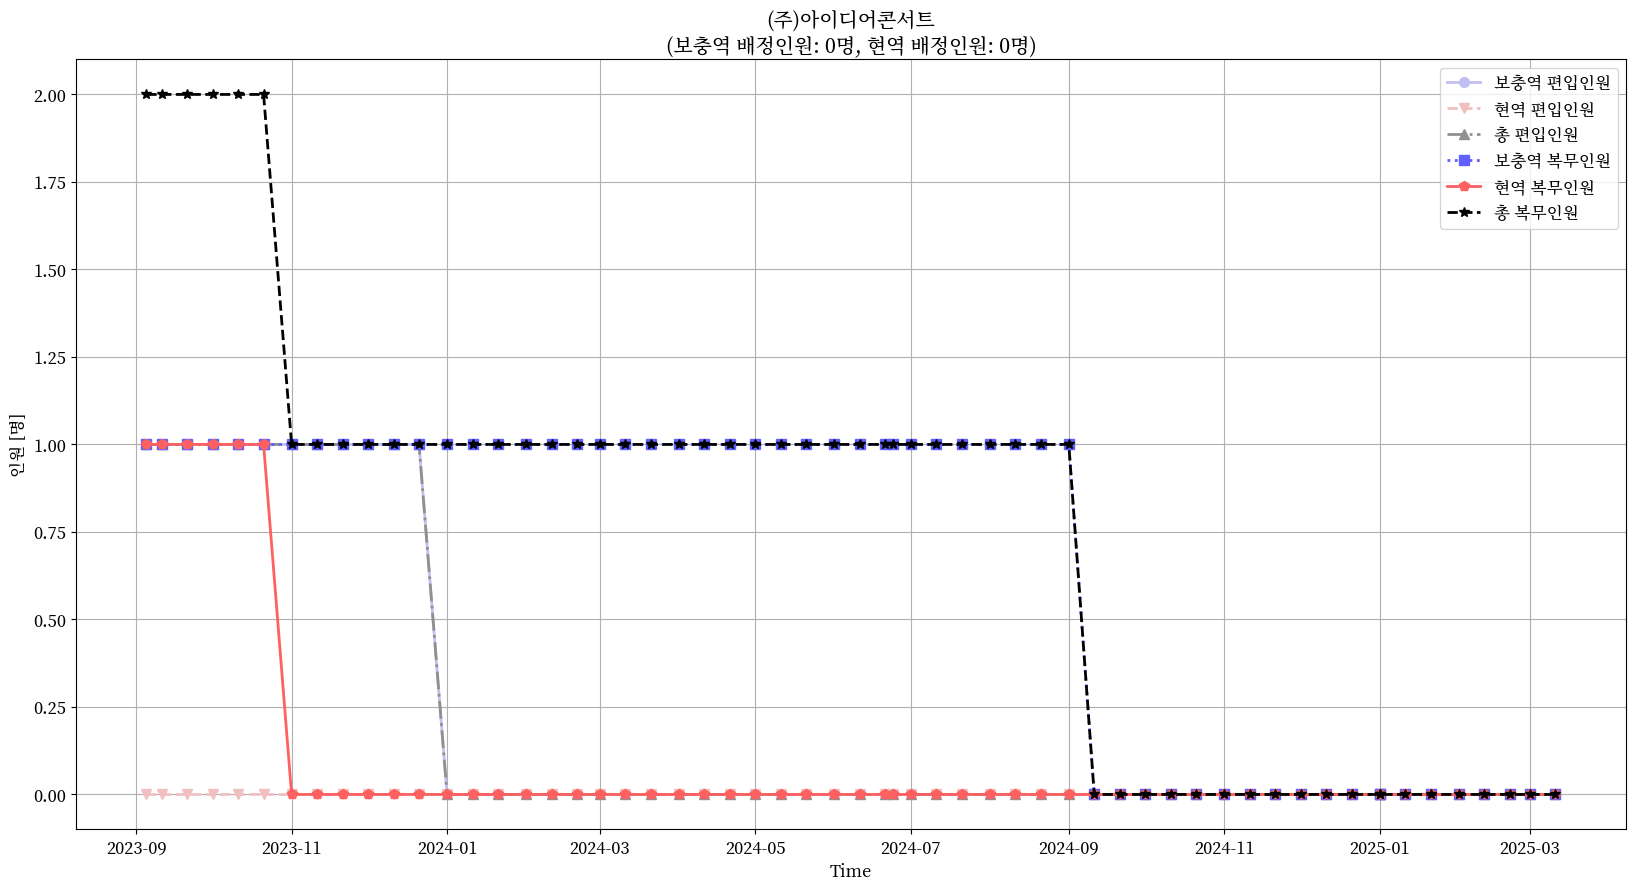 (주)아이디어콘서트
(보충역 배정인원: 0명, 현역 배정인원: 0명)
보충역 편입인원
현역 편입인원
총 편입인원
보충역 복무인원
현역 복무인원
총 복무인원
인원 [명]
2.00
1.75
1.50
1.25
1.00
0.75
0.50
0.25
0.00
2023-09 2023-11 2024-01 2024-03 2024-05 2024-07 2024-09 2024-11 2025-01 2025-03
Time